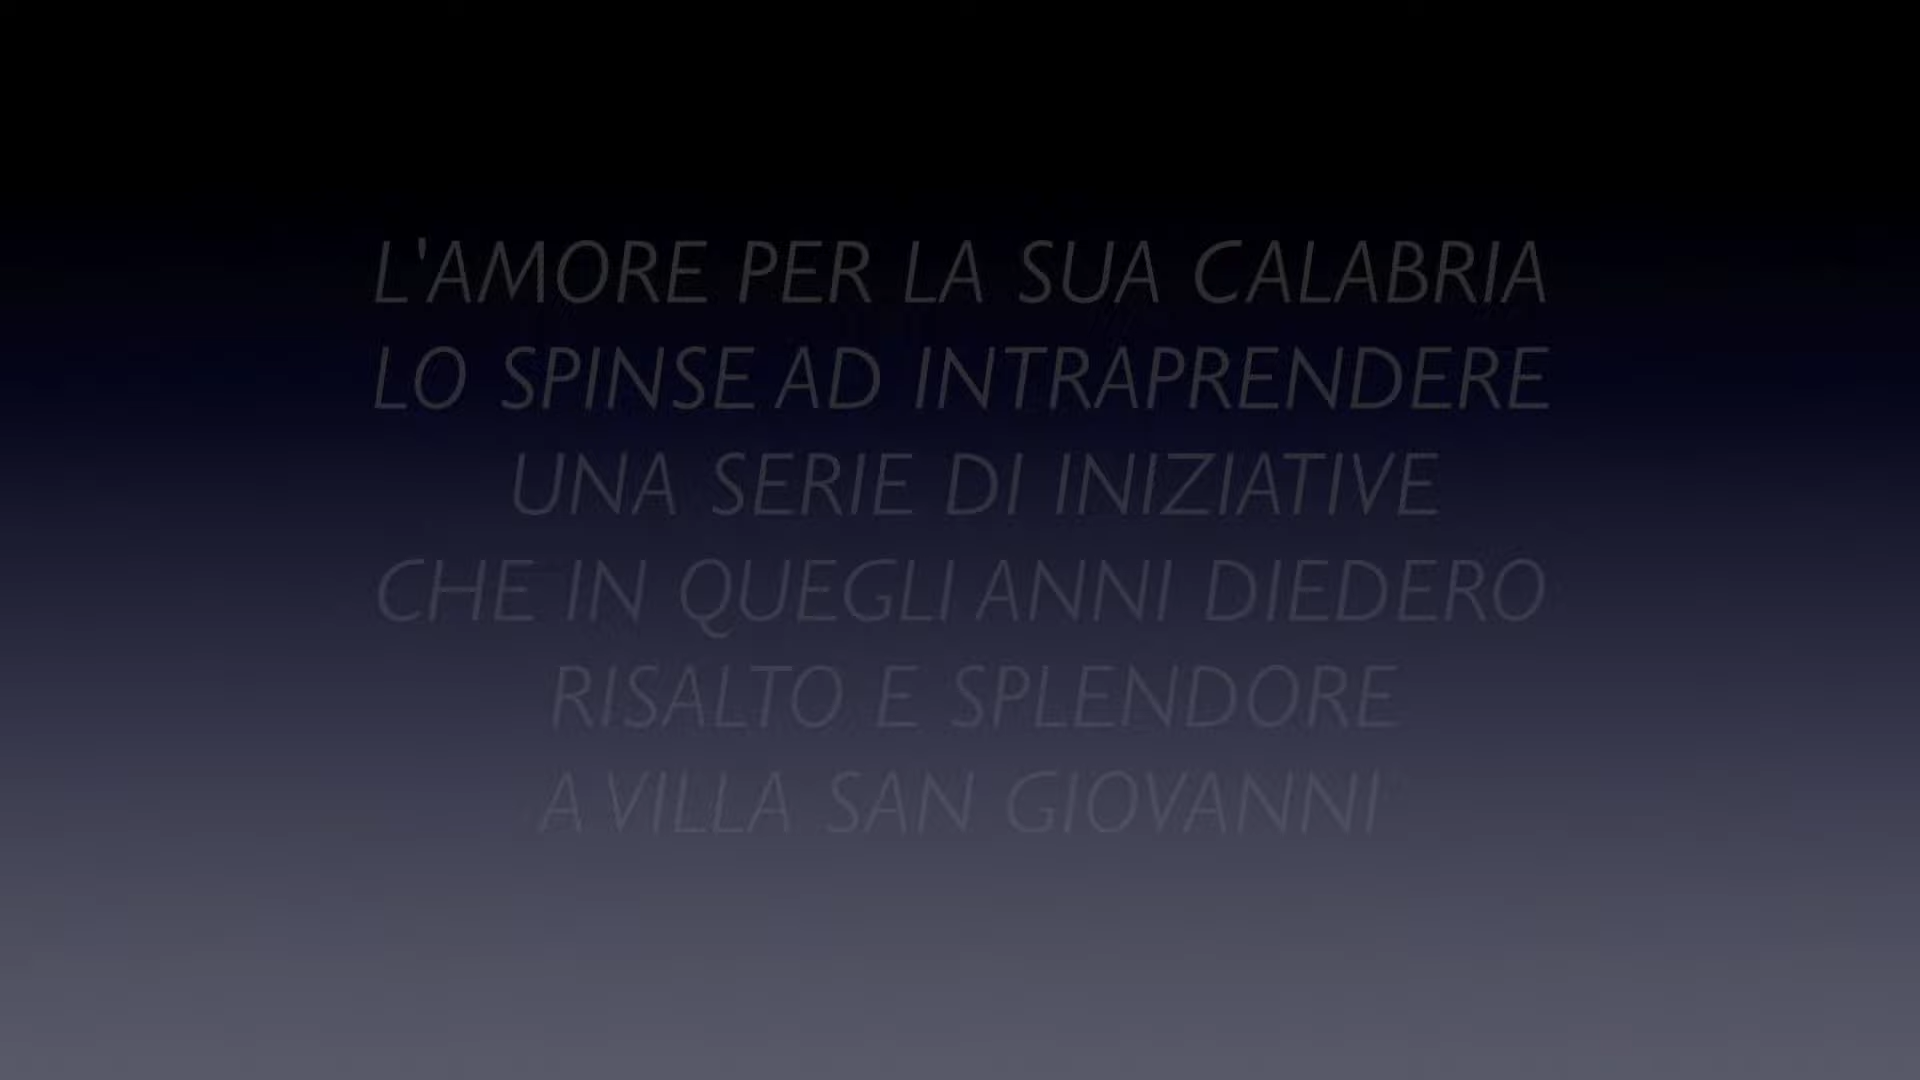 L'AMORE PER LA SUA CALABRIA
LO SPINSE AD INTRAPRENDERE
UNA SERIE DI INIZIATIVE
CHE IN QUEGLI ANNI DIEDERO
RISALTO E SPLENDORE
A VILLA SAN GIOVANNI